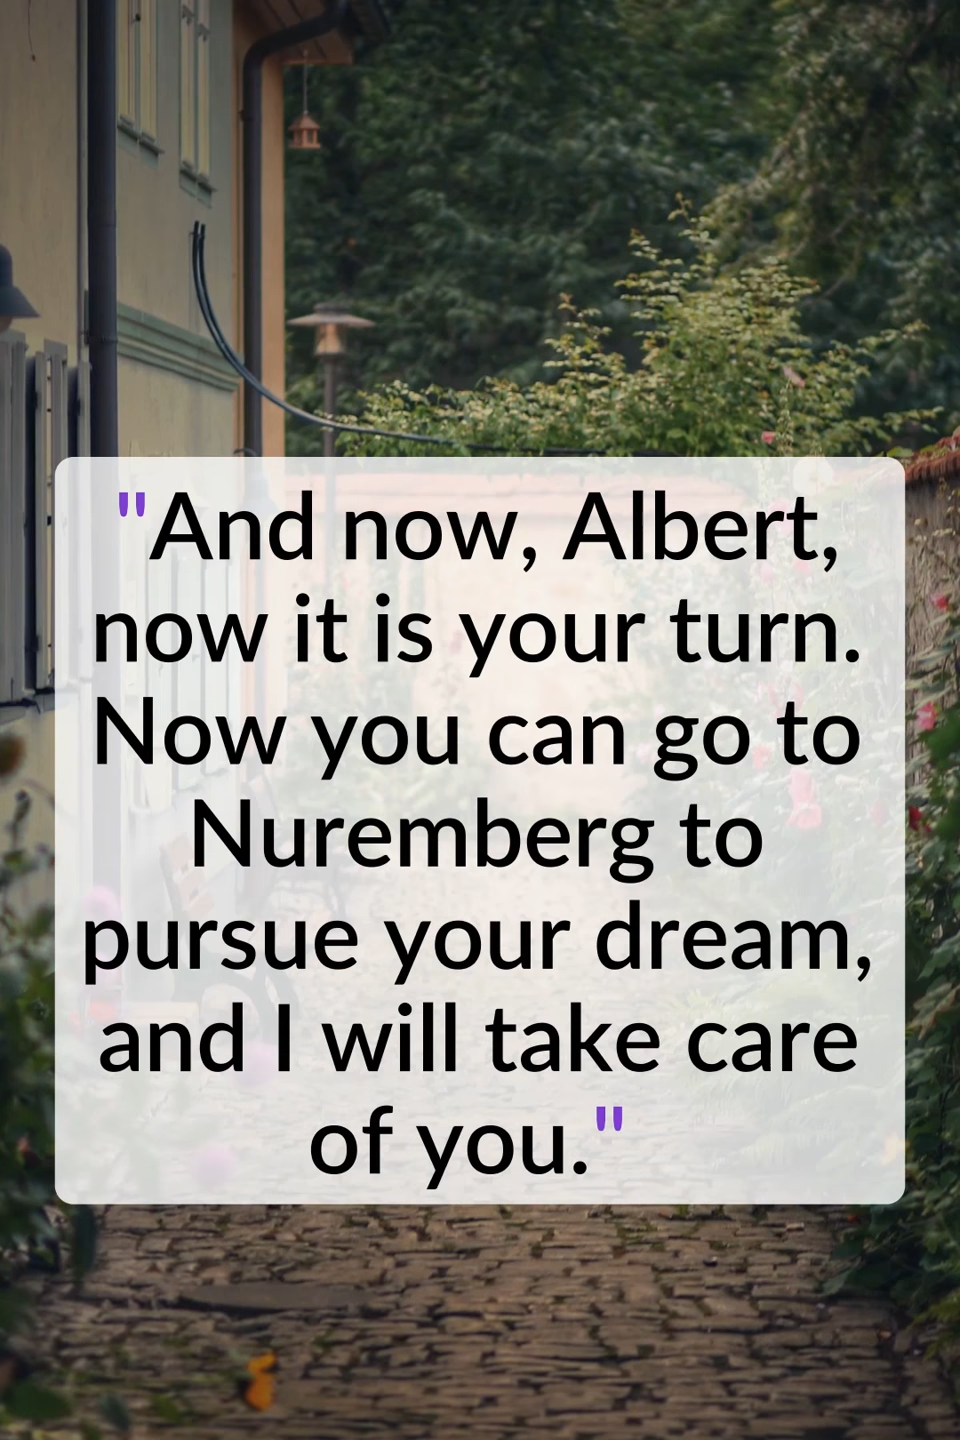 "And now, Albert,
now it is your turn.
Now you can go to
Nuremberg to
pursue your dream,
and I will take care
of you."